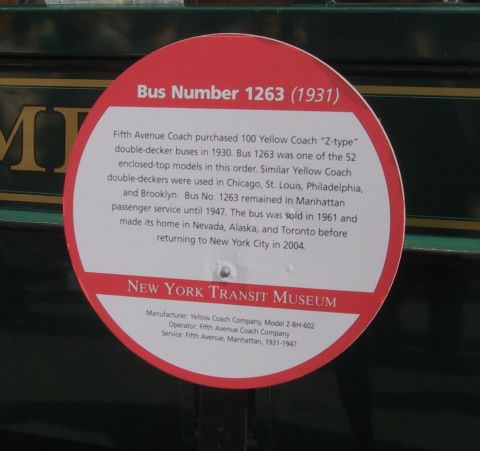 Bus Number 1263 (1931)
Fifth Avenue Coach purchased 100 Yellow Coach "Z-type"
double-decker buses in 1930. Bus 1263 was one of the 52
enclosed-top models in this order. Similar Yellow Coach
double-deckers were used in Chicago, St. Louis, Philadelphia,
and Brooklyn. Bus No. 1263 remained in Manhattan
passenger service until 1947. The bus was sold in 1961 and
made its home in Nevada, Alaska, and Toronto before
returning to New York City in 2004.
NEW YORK TRANSIT MUSEUM
Manufacturer: Yellow Coach Company, Model Z-BH-602
Operator: Fifth Avenue Coach Company
Service: Fifth Avenue, Manhattan, 1931-1947